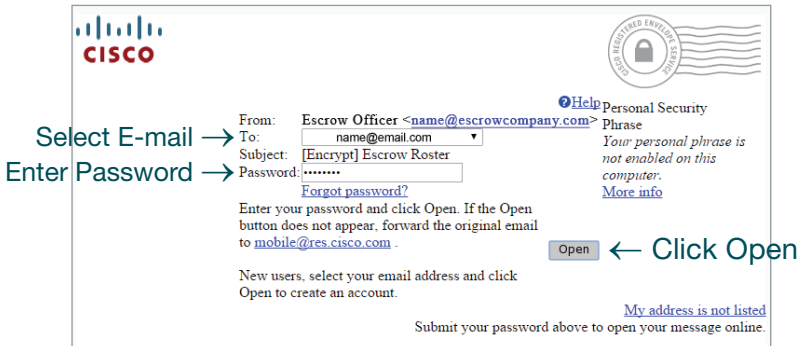 CISCO
CISCO REGISTERED ENVELOPE SERVICE
Help
From: Escrow Officer <name@escrowcompany.com>
Select E-mail → To: name@email.com
Subject: [Encrypt] Escrow Roster
Enter Password → Password: ••••••••
Forgot password?
Enter your password and click Open. If the Open
button does not appear, forward the original email
to mobile@res.cisco.com .
Open ← Click Open
New users, select your email address and click
Open to create an account.
Personal Security
Phrase
Your personal phrase is
not enabled on this
computer.
More info
My address is not listed
Submit your password above to open your message online.